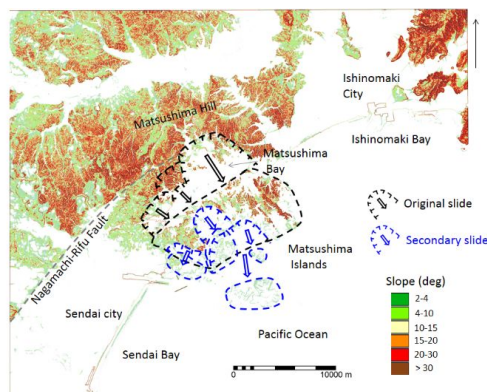 Ishinomaki
City
Matsushima Hill
Ishinomaki Bay
Matsushima
Bay
Original slide
Secondary slide
Nagamachi-Rifu Fault
Matsushima
Islands
Slope (deg)
2-4
4-10
10-15
15-20
20-30
> 30
Sendai city
Pacific Ocean
Sendai Bay
0
10000 m